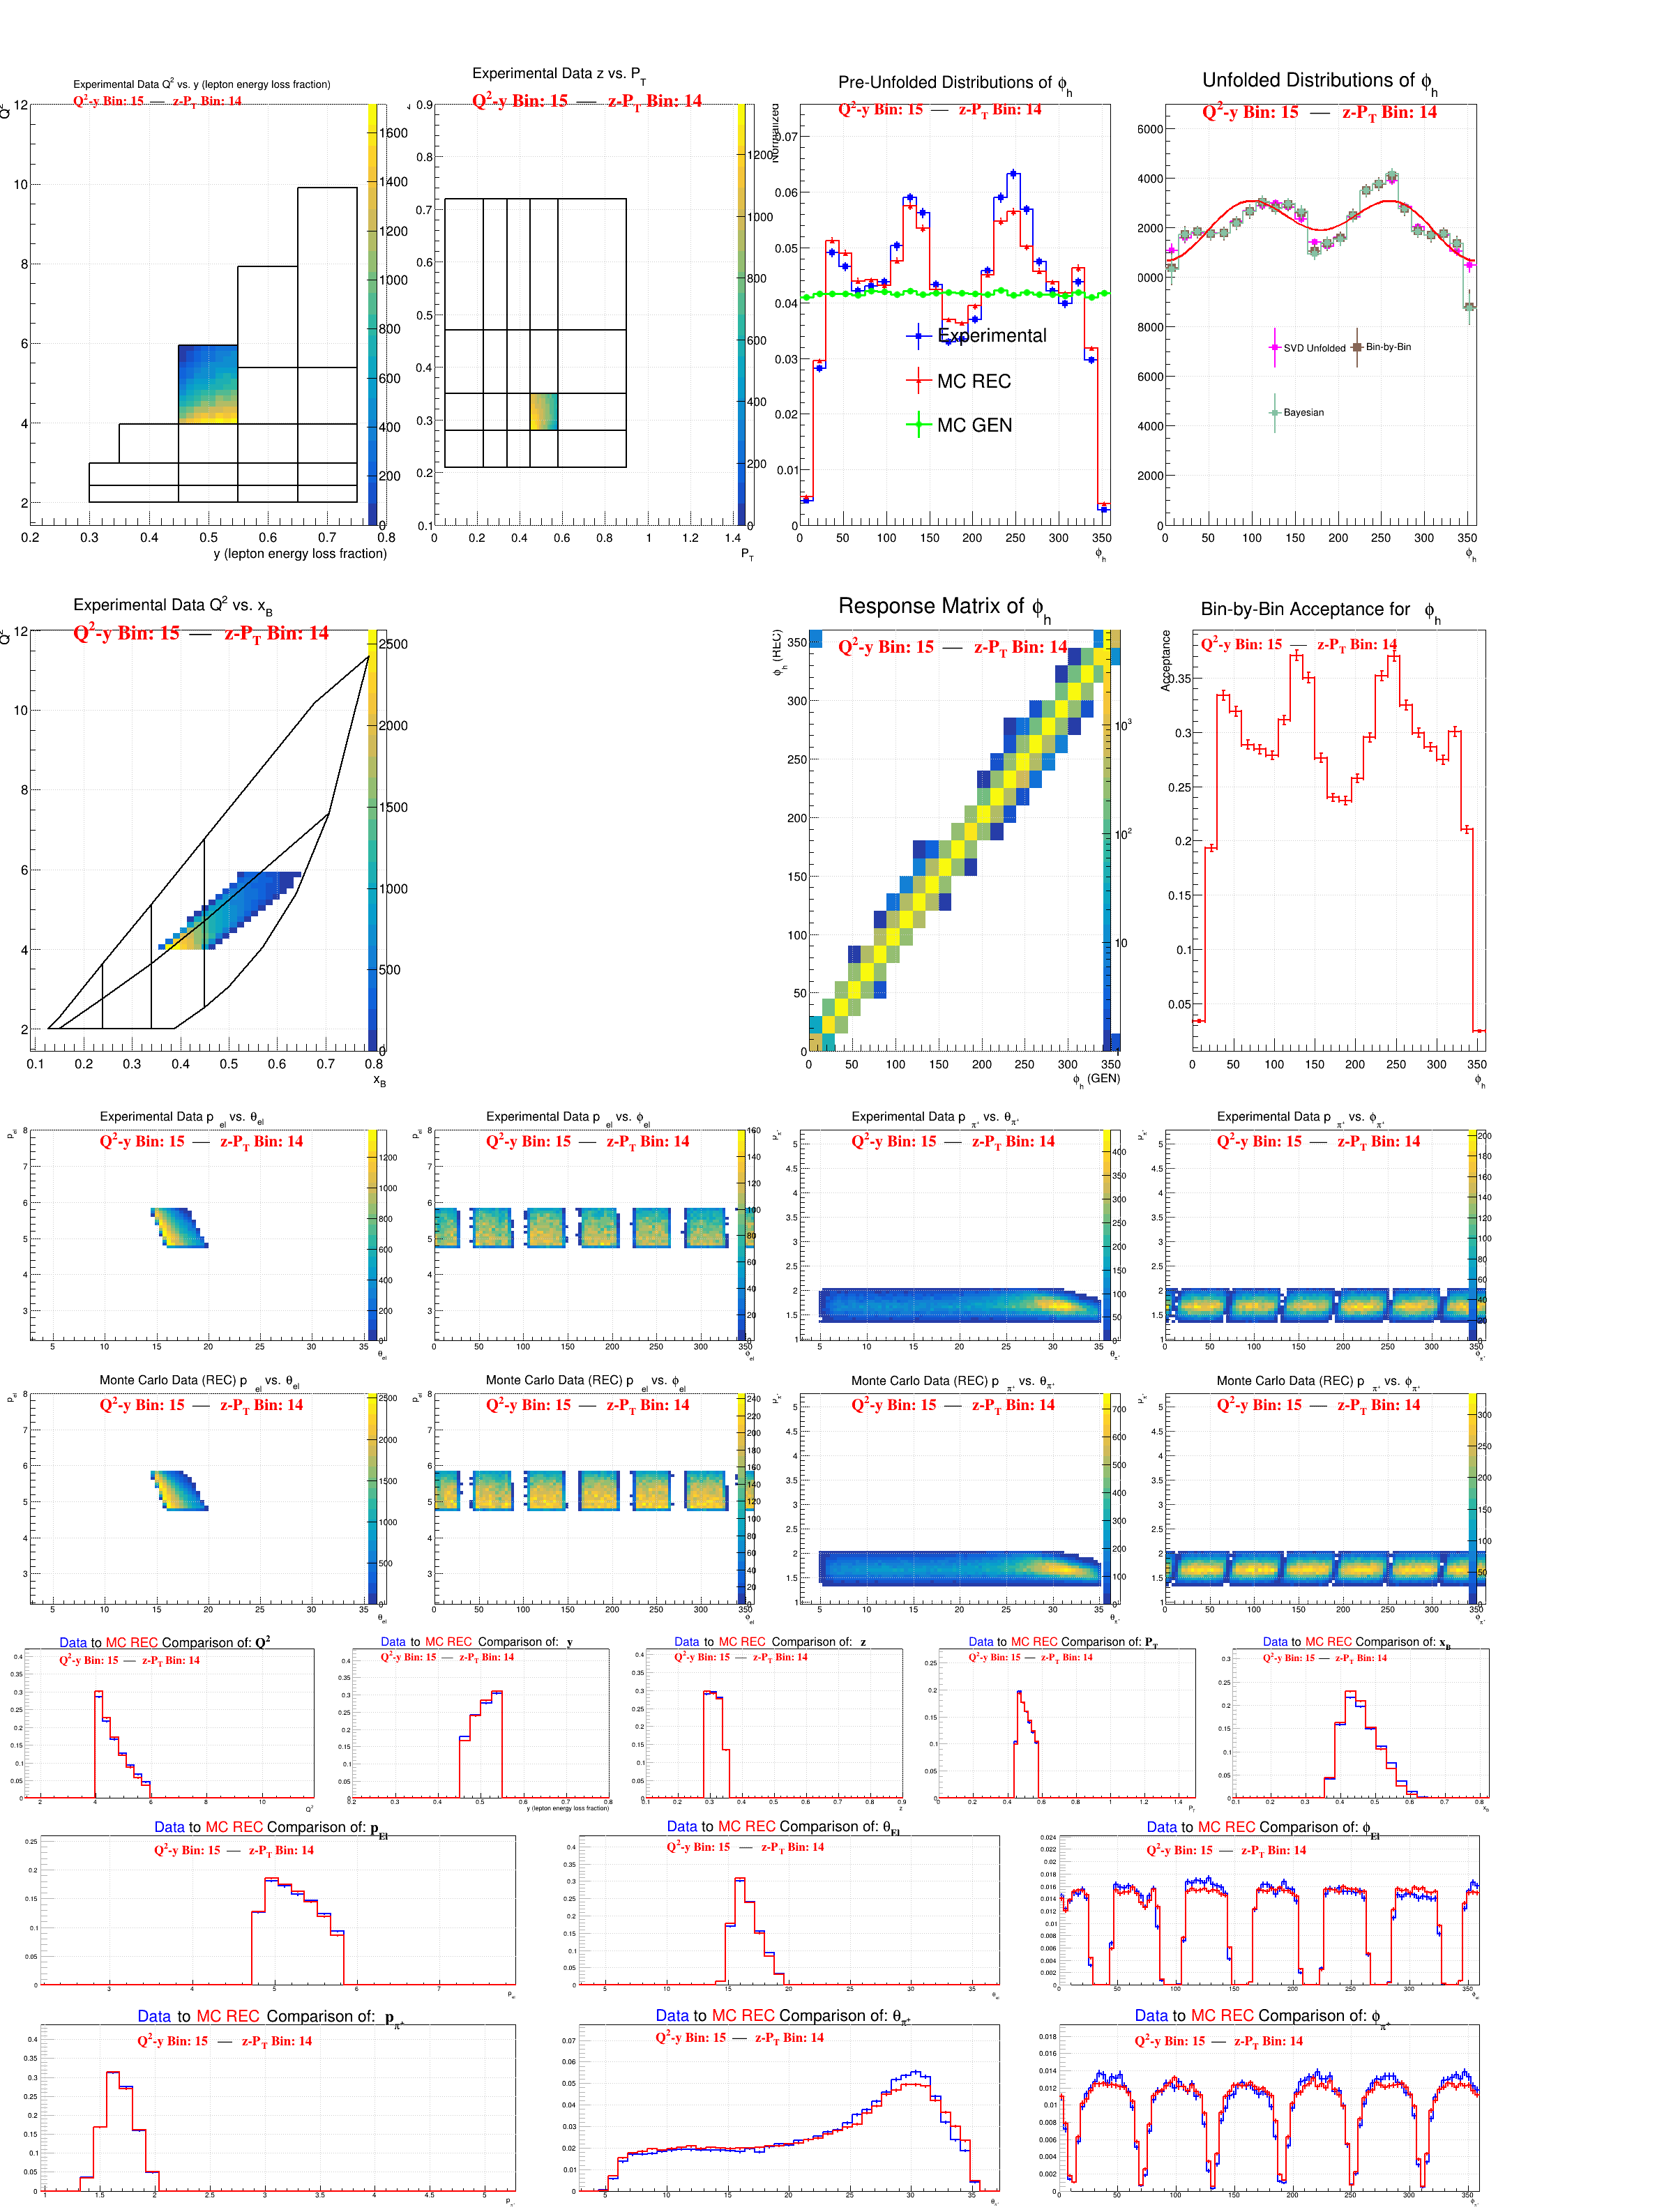 Experimental Data Q² vs. y (lepton energy loss fraction)
Q²-y Bin: 15 — z-P_T Bin: 14
y (lepton energy loss fraction)
Experimental Data z vs. P_T
Q²-y Bin: 15 — z-P_T Bin: 14
P_T
Pre-Unfolded Distributions of ϕ_h
Q²-y Bin: 15 — z-P_T Bin: 14
Experimental
MC REC
MC GEN
ϕ_h
Unfolded Distributions of ϕ_h
Q²-y Bin: 15 — z-P_T Bin: 14
SVD Unfolded
Bin-by-Bin
Bayesian
ϕ_h
Experimental Data Q² vs. x_B
Q²-y Bin: 15 — z-P_T Bin: 14
x_B
Response Matrix of ϕ_h
Q²-y Bin: 15 — z-P_T Bin: 14
ϕ_h (REC)
ϕ_h (GEN)
Bin-by-Bin Acceptance for ϕ_h
Q²-y Bin: 15 — z-P_T Bin: 14
Acceptance
ϕ_h
Experimental Data p_el vs. θ_el
Q²-y Bin: 15 — z-P_T Bin: 14
Experimental Data p_el vs. ϕ_el
Q²-y Bin: 15 — z-P_T Bin: 14
Experimental Data p_π⁺ vs. θ_π⁺
Q²-y Bin: 15 — z-P_T Bin: 14
Experimental Data p_π⁺ vs. ϕ_π⁺
Q²-y Bin: 15 — z-P_T Bin: 14
Monte Carlo Data (REC) p_el vs. θ_el
Q²-y Bin: 15 — z-P_T Bin: 14
Monte Carlo Data (REC) p_el vs. ϕ_el
Q²-y Bin: 15 — z-P_T Bin: 14
Monte Carlo Data (REC) p_π⁺ vs. θ_π⁺
Q²-y Bin: 15 — z-P_T Bin: 14
Monte Carlo Data (REC) p_π⁺ vs. ϕ_π⁺
Q²-y Bin: 15 — z-P_T Bin: 14
Data to MC REC Comparison of: Q²
Q²-y Bin: 15 — z-P_T Bin: 14
Data to MC REC Comparison of: y
Q²-y Bin: 15 — z-P_T Bin: 14
y (lepton energy loss fraction)
Data to MC REC Comparison of: z
Q²-y Bin: 15 — z-P_T Bin: 14
Data to MC REC Comparison of: P_T
Q²-y Bin: 15 — z-P_T Bin: 14
Data to MC REC Comparison of: x_B
Q²-y Bin: 15 — z-P_T Bin: 14
Data to MC REC Comparison of: p_El
Q²-y Bin: 15 — z-P_T Bin: 14
Data to MC REC Comparison of: θ_El
Q²-y Bin: 15 — z-P_T Bin: 14
Data to MC REC Comparison of: ϕ_El
Q²-y Bin: 15 — z-P_T Bin: 14
Data to MC REC Comparison of: p_π⁺
Q²-y Bin: 15 — z-P_T Bin: 14
Data to MC REC Comparison of: θ_π⁺
Q²-y Bin: 15 — z-P_T Bin: 14
Data to MC REC Comparison of: ϕ_π⁺
Q²-y Bin: 15 — z-P_T Bin: 14